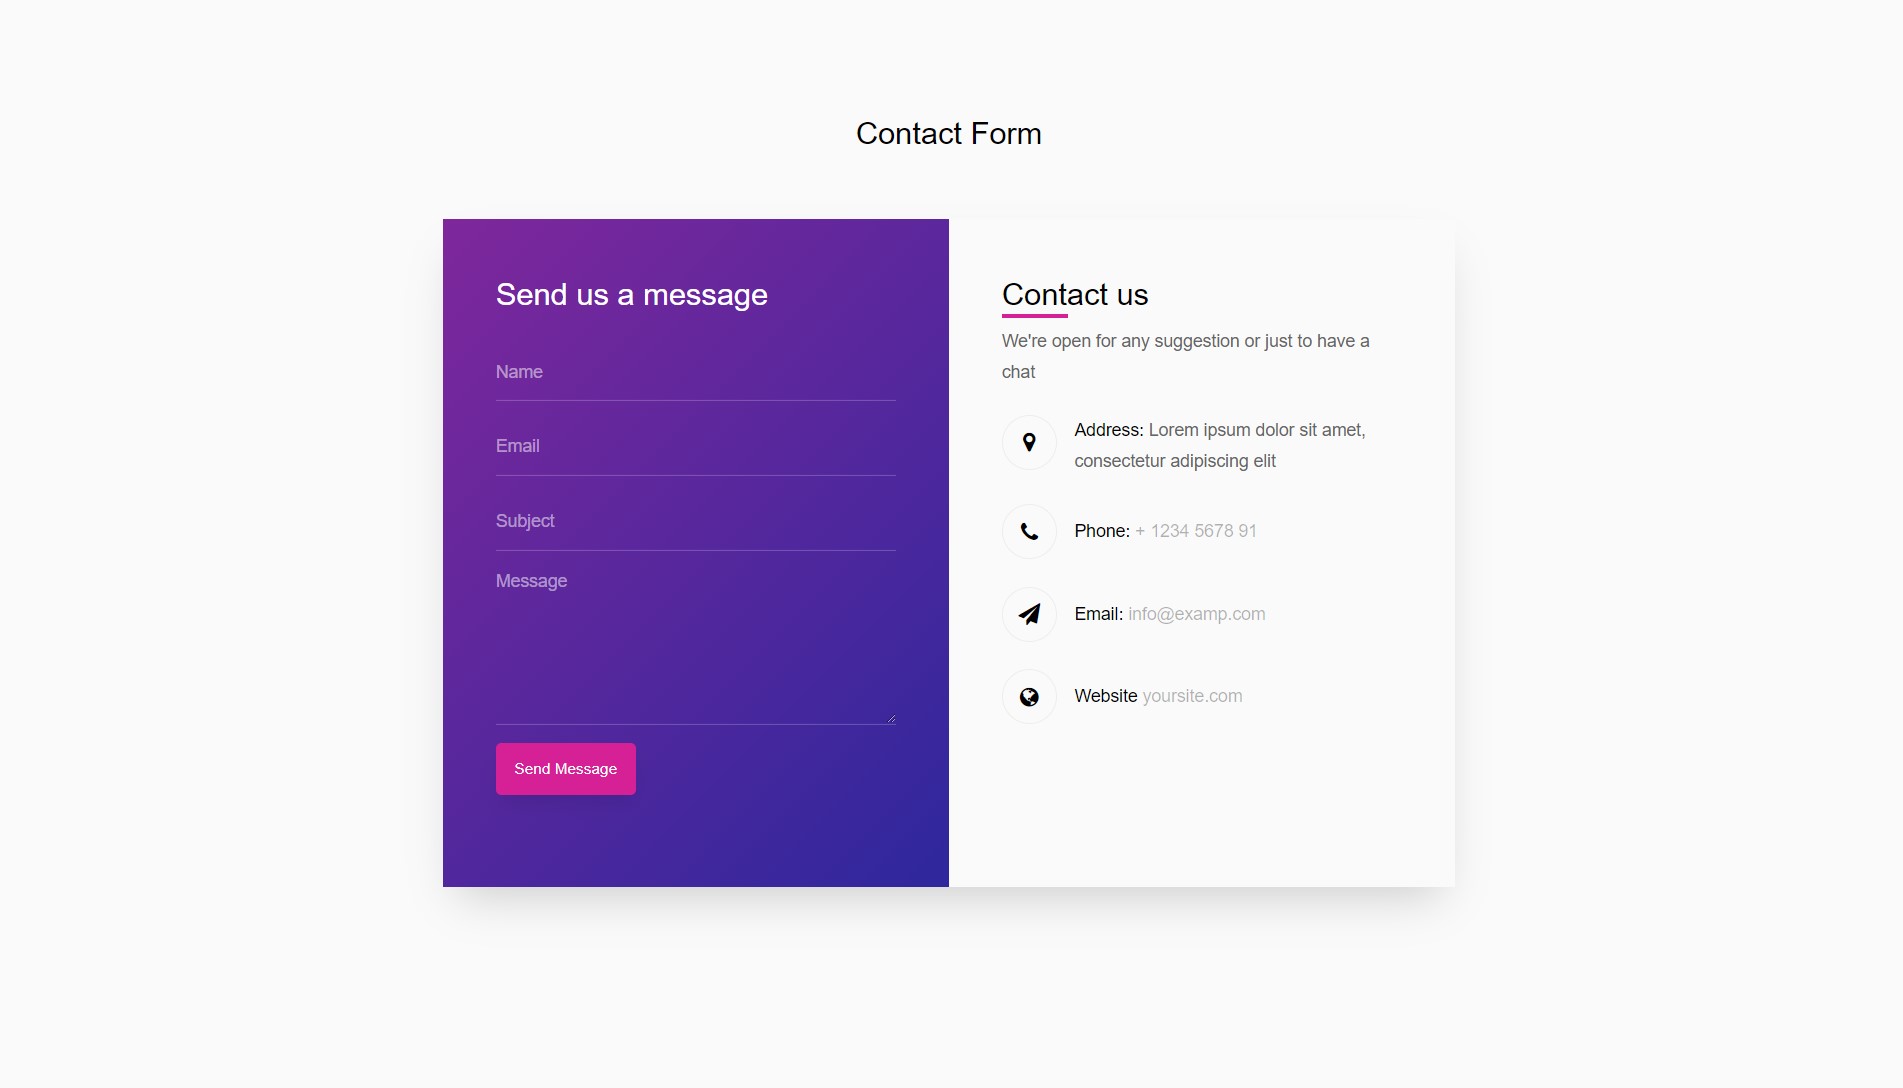 Contact Form
Send us a message
Name
Email
Subject
Message
Send Message
Contact us
We're open for any suggestion or just to have a
chat
Address: Lorem ipsum dolor sit amet,
consectetur adipiscing elit
Phone: + 1234 5678 91
Email: info@examp.com
Website yoursite.com